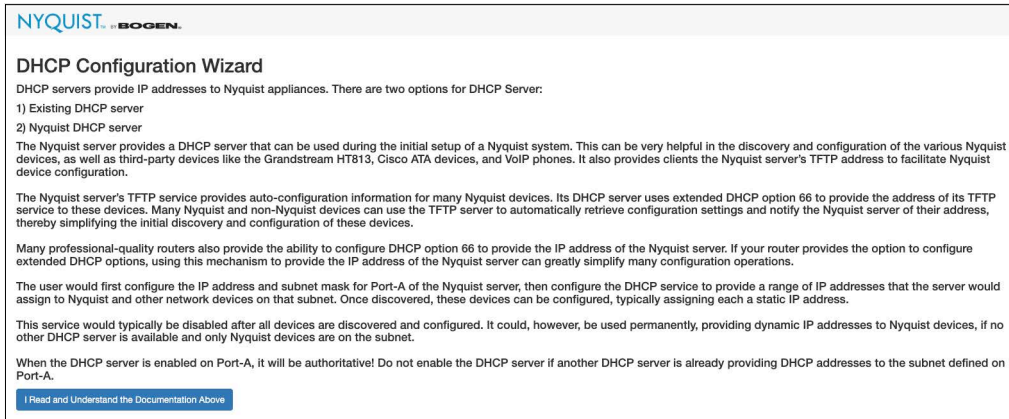 NYQUIST™ BY BOGEN®
DHCP Configuration Wizard
DHCP servers provide IP addresses to Nyquist appliances. There are two options for DHCP Server:
1) Existing DHCP server
2) Nyquist DHCP server
The Nyquist server provides a DHCP server that can be used during the initial setup of a Nyquist system. This can be very helpful in the discovery and configuration of the various Nyquist
devices, as well as third-party devices like the Grandstream HT813, Cisco ATA devices, and VoIP phones. It also provides clients the Nyquist server's TFTP address to facilitate Nyquist
device configuration.
The Nyquist server's TFTP service provides auto-configuration information for many Nyquist devices. Its DHCP server uses extended DHCP option 66 to provide the address of its TFTP
service to these devices. Many Nyquist and non-Nyquist devices can use the TFTP server to automatically retrieve configuration settings and notify the Nyquist server of their address,
thereby simplifying the initial discovery and configuration of these devices.
Many professional-quality routers also provide the ability to configure DHCP option 66 to provide the IP address of the Nyquist server. If your router provides the option to configure
extended DHCP options, using this mechanism to provide the IP address of the Nyquist server can greatly simplify many configuration operations.
The user would first configure the IP address and subnet mask for Port-A of the Nyquist server, then configure the DHCP service to provide a range of IP addresses that the server would
assign to Nyquist and other network devices on that subnet. Once discovered, these devices can be configured, typically assigning each a static IP address.
This service would typically be disabled after all devices are discovered and configured. It could, however, be used permanently, providing dynamic IP addresses to Nyquist devices, if no
other DHCP server is available and only Nyquist devices are on the subnet.
When the DHCP server is enabled on Port-A, it will be authoritative! Do not enable the DHCP server if another DHCP server is already providing DHCP addresses to the subnet defined on
Port-A.
I Read and Understand the Documentation Above